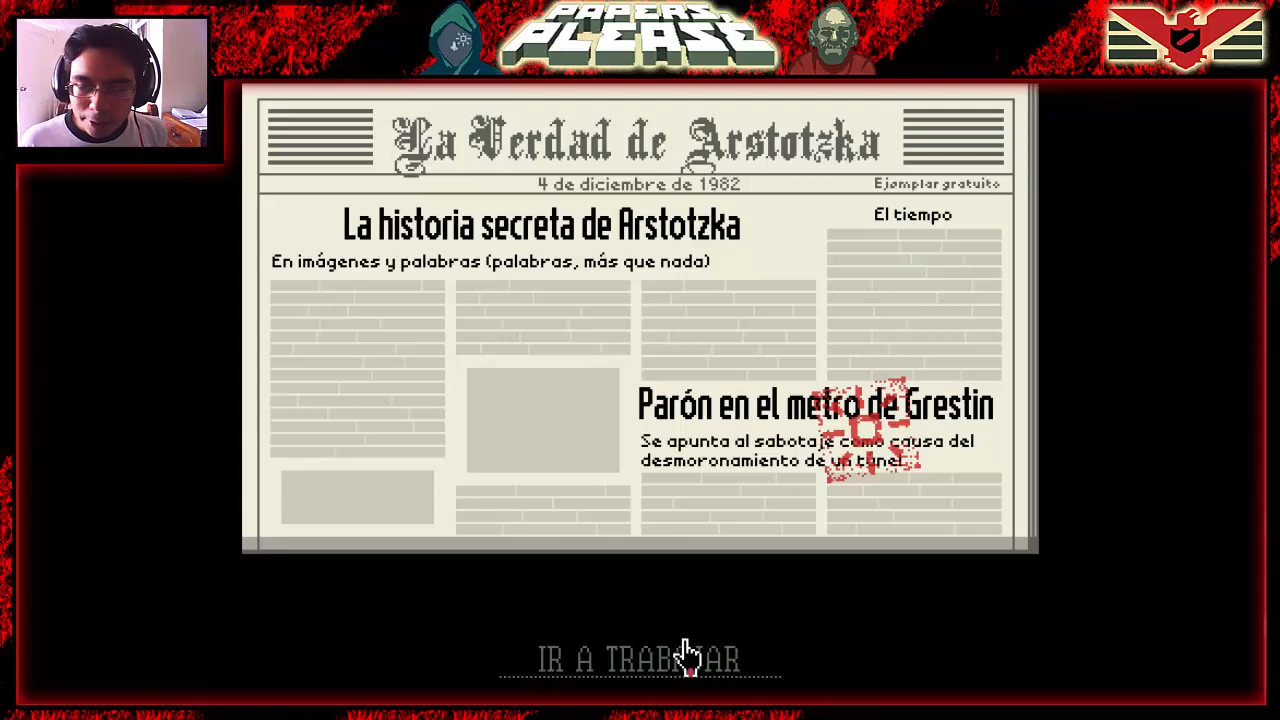 PAPERS,
PLEASE
La Verdad de Arstotzka
4 de diciembre de 1982
Ejemplar gratuito
La historia secreta de Arstotzka
En imágenes y palabras (palabras, más que nada)
El tiempo
Parón en el metro de Grestin
Se apunta al sabotaje como causa del
desmoronamiento de un túnel
IR A TRABAJAR